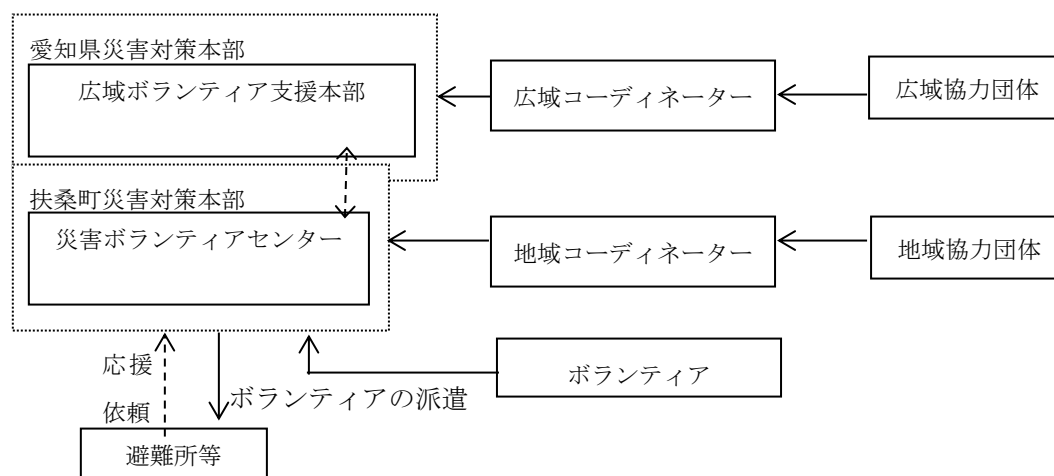 愛知県災害対策本部
広域ボランティア支援本部
広域コーディネーター
広域協力団体
扶桑町災害対策本部
災害ボランティアセンター
地域コーディネーター
地域協力団体
応援
依頼
ボランティアの派遣
ボランティア
避難所等